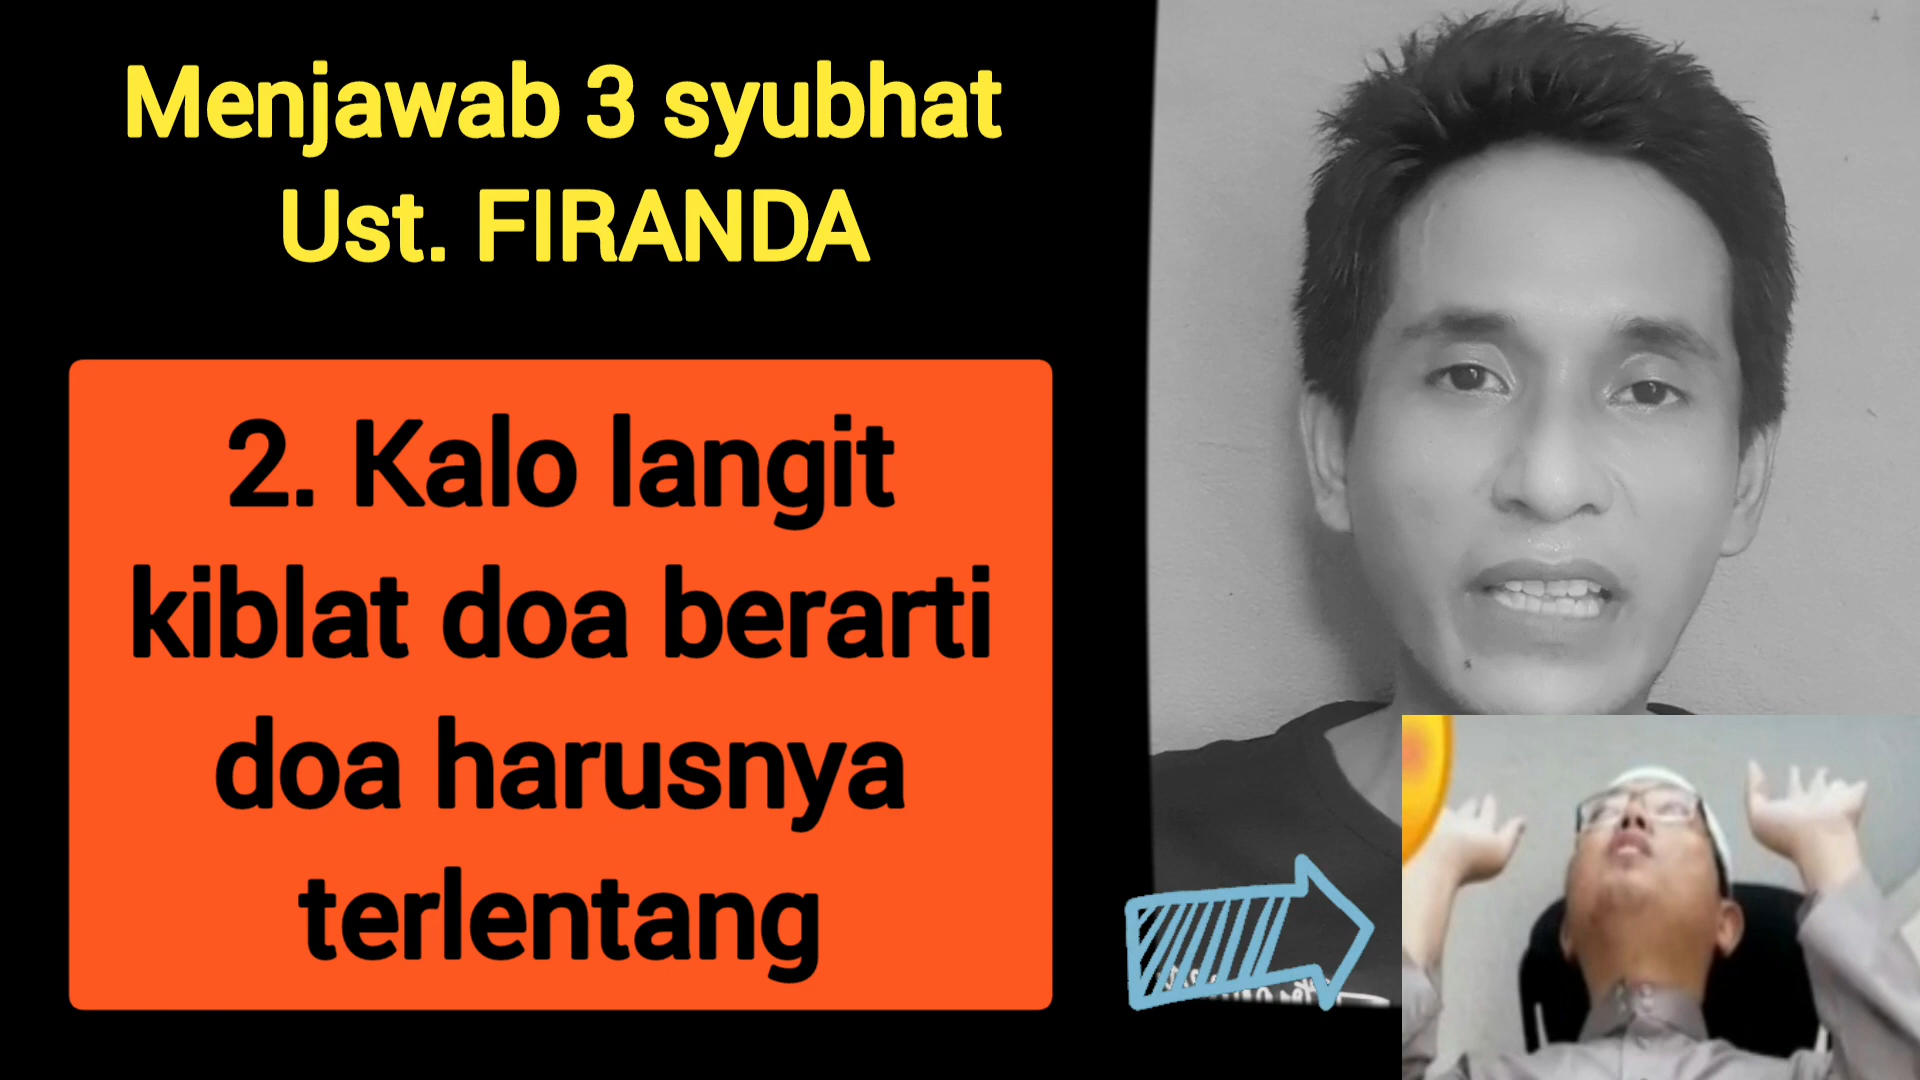 Menjawab 3 syubhat
Ust. FIRANDA
2. Kalo langit
kiblat doa berarti
doa harusnya
terlentang